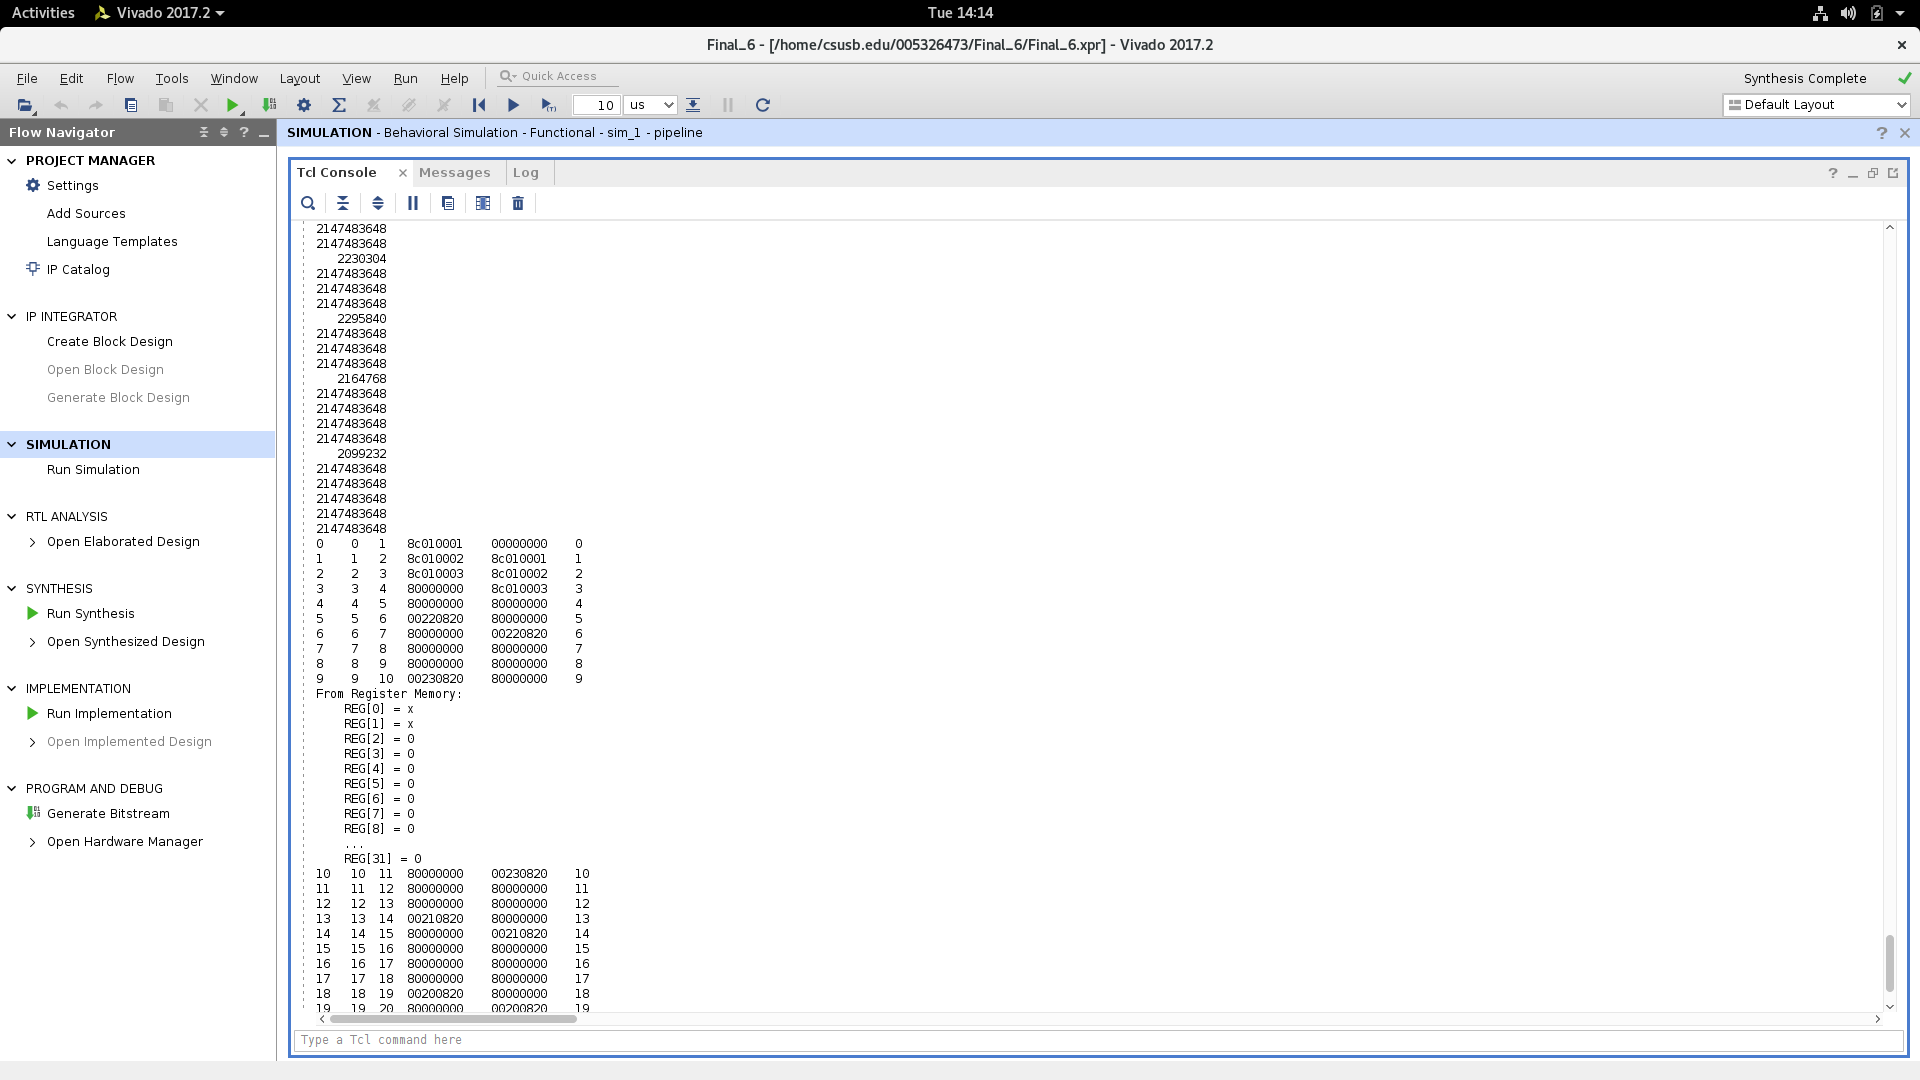 Activities Vivado 2017.2 Tue 14:14
Final_6 - [/home/csusb.edu/005326473/Final_6/Final_6.xpr] - Vivado 2017.2
File Edit Flow Tools Window Layout View Run Help Quick Access Synthesis Complete
10 us Default Layout
Flow Navigator
SIMULATION - Behavioral Simulation - Functional - sim_1 - pipeline
PROJECT MANAGER
Settings
Add Sources
Language Templates
IP Catalog
IP INTEGRATOR
Create Block Design
Open Block Design
Generate Block Design
SIMULATION
Run Simulation
RTL ANALYSIS
Open Elaborated Design
SYNTHESIS
Run Synthesis
Open Synthesized Design
IMPLEMENTATION
Run Implementation
Open Implemented Design
PROGRAM AND DEBUG
Generate Bitstream
Open Hardware Manager
Tcl Console Messages Log
2147483648
2147483648
2230304
2147483648
2147483648
2147483648
2295840
2147483648
2147483648
2147483648
2164768
2147483648
2147483648
2147483648
2147483648
2099232
2147483648
2147483648
2147483648
2147483648
2147483648
0 0 1 8c010001 00000000 0
1 1 2 8c010002 8c010001 1
2 2 3 8c010003 8c010002 2
3 3 4 80000000 8c010003 3
4 4 5 80000000 80000000 4
5 5 6 00220820 80000000 5
6 6 7 80000000 00220820 6
7 7 8 80000000 80000000 7
8 8 9 80000000 80000000 8
9 9 10 00230820 80000000 9
From Register Memory:
REG[0] = x
REG[1] = x
REG[2] = 0
REG[3] = 0
REG[4] = 0
REG[5] = 0
REG[6] = 0
REG[7] = 0
REG[8] = 0
...
REG[31] = 0
10 10 11 80000000 00230820 10
11 11 12 80000000 80000000 11
12 12 13 80000000 80000000 12
13 13 14 00210820 80000000 13
14 14 15 80000000 00210820 14
15 15 16 80000000 80000000 15
16 16 17 80000000 80000000 16
17 17 18 80000000 80000000 17
18 18 19 00200820 80000000 18
19 19 20 80000000 00200820 19
Type a Tcl command here